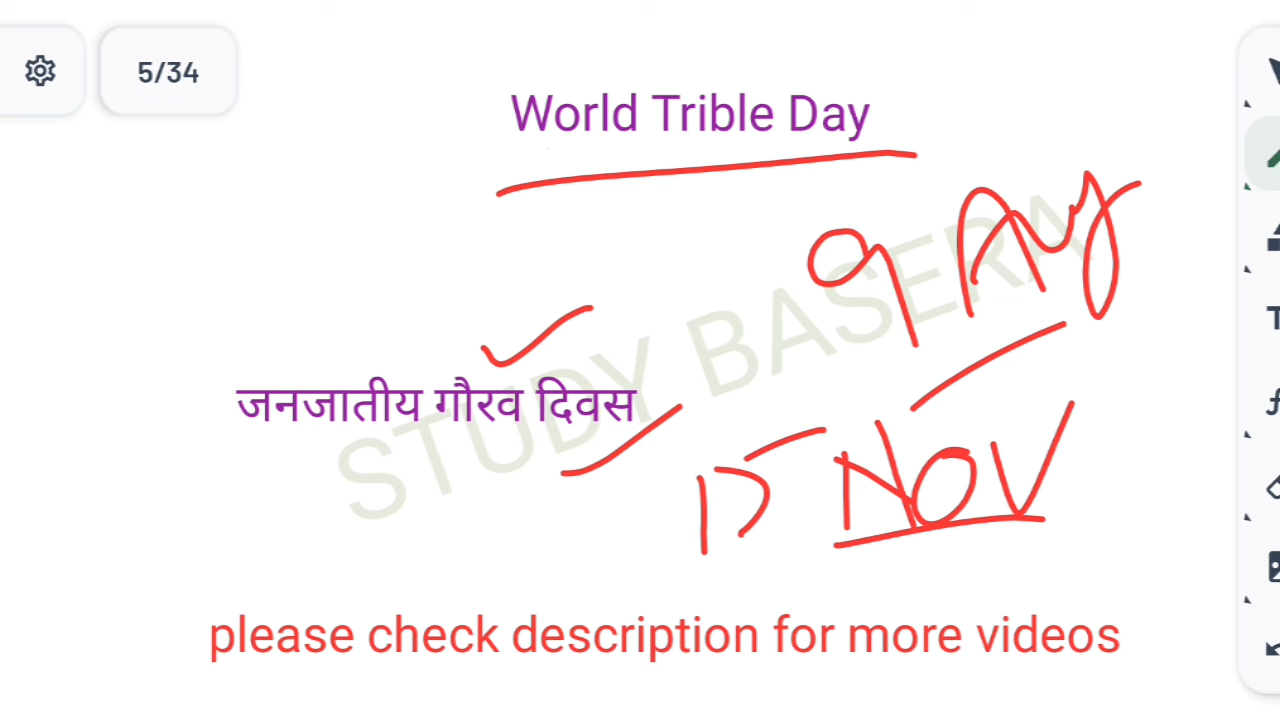 5/34
World Trible Day
9 Aug
STUDY BASERA
जनजातीय गौरव दिवस
15 Nov
please check description for more videos